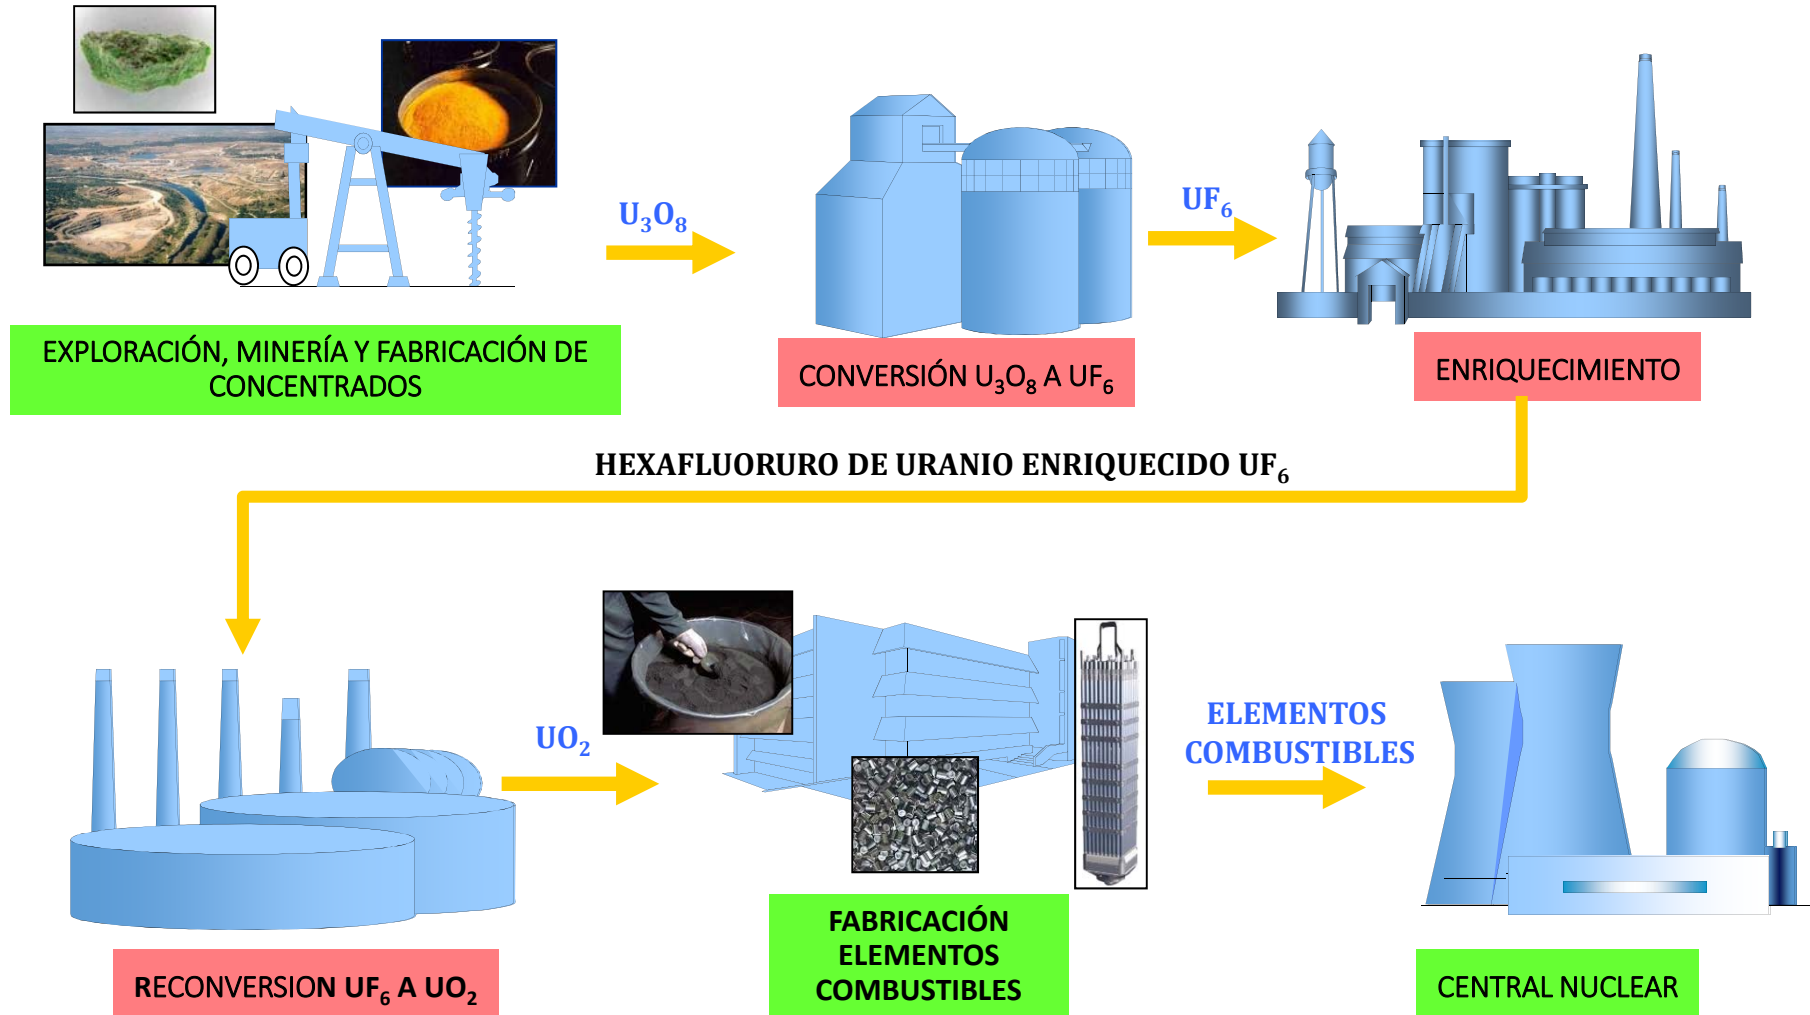 U₃O₈
UF₆
EXPLORACIÓN, MINERÍA Y FABRICACIÓN DE
CONCENTRADOS
CONVERSIÓN U₃O₈ A UF₆
ENRIQUECIMIENTO
HEXAFLUORURO DE URANIO ENRIQUECIDO UF₆
UO₂
ELEMENTOS
COMBUSTIBLES
RECONVERSION UF₆ A UO₂
FABRICACIÓN
ELEMENTOS
COMBUSTIBLES
CENTRAL NUCLEAR